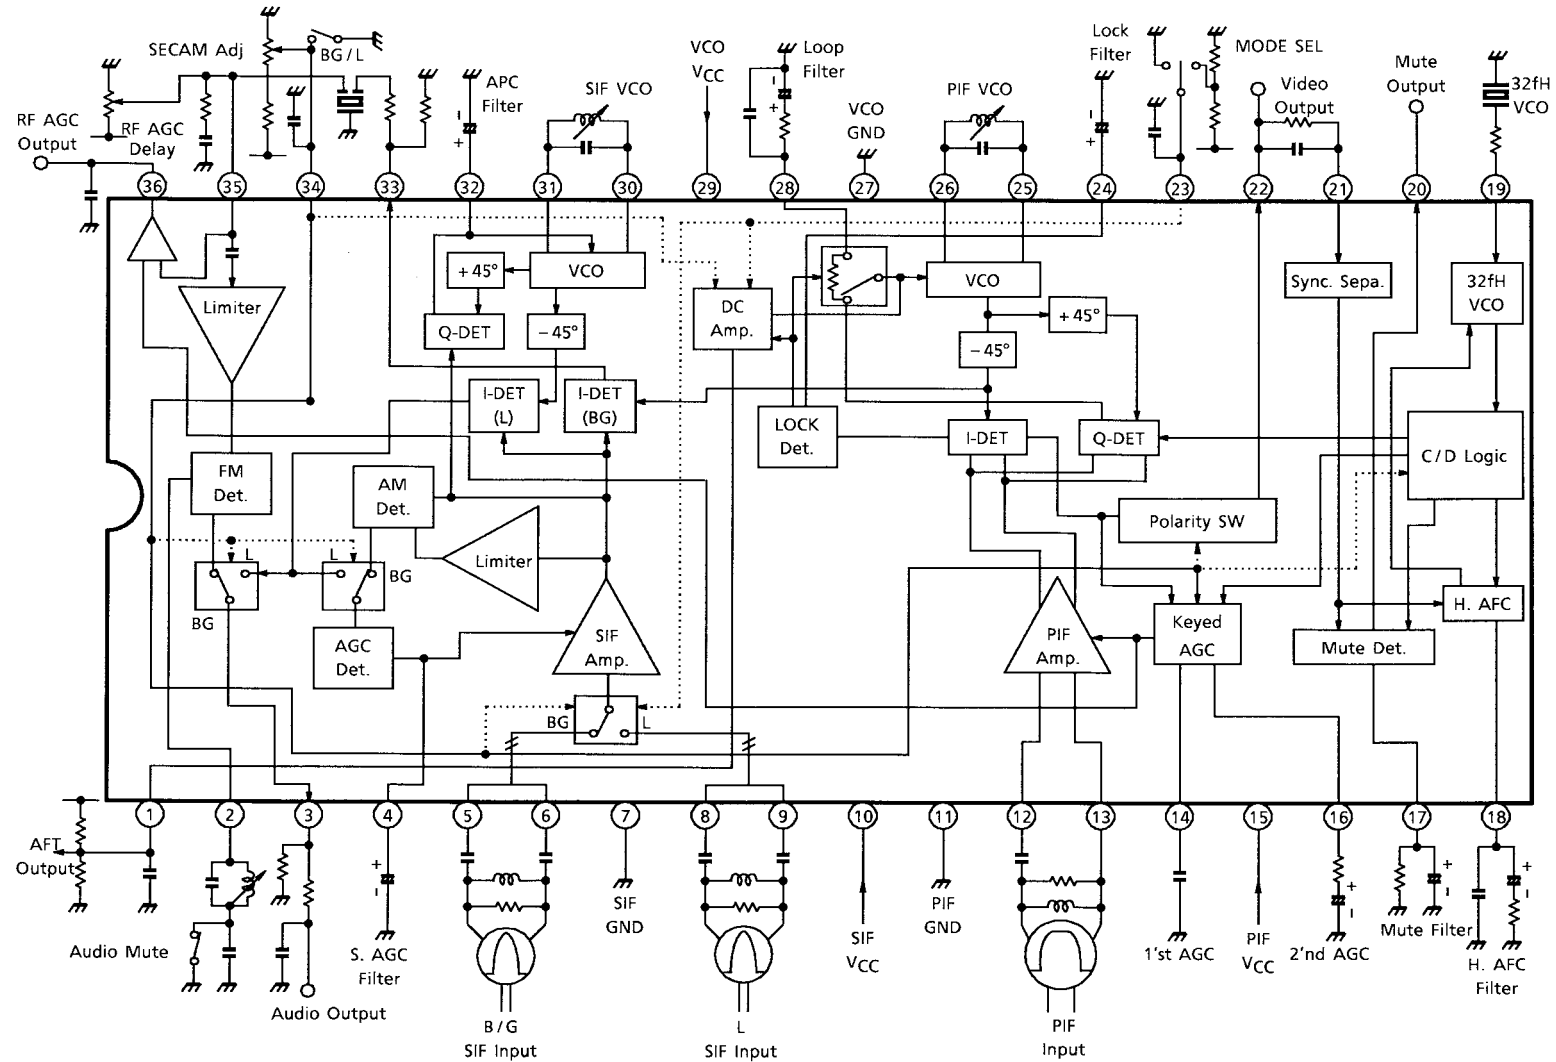 SECAM Adj
BG/L
VCO
VCC
Loop
Filter
Lock
Filter
MODE SEL
APC
Filter
SIF VCO
VCO
GND
PIF VCO
Video
Output
Mute
Output
32fH
VCO
RF AGC
Output
RF AGC
Delay
36
35
34
33
32
31
30
29
28
27
26
25
24
23
22
21
20
19
+45°
VCO
VCO
Sync. Sepa.
32fH
VCO
Limiter
DC
Amp.
Q-DET
−45°
+45°
−45°
I-DET
(L)
I-DET
(BG)
LOCK
Det.
I-DET
Q-DET
C/D Logic
FM
Det.
AM
Det.
Polarity SW
Limiter
L
L
BG
BG
H. AFC
AGC
Det.
SIF
Amp.
PIF
Amp.
Keyed
AGC
Mute Det.
BG
L
1
2
3
4
5
6
7
8
9
10
11
12
13
14
15
16
17
18
AFT
Output
+
-
SIF
GND
SIF
VCC
PIF
GND
PIF
VCC
Audio Mute
S. AGC
Filter
1'st AGC
2'nd AGC
Mute Filter
H. AFC
Filter
Audio Output
B/G
SIF Input
L
SIF Input
PIF
Input